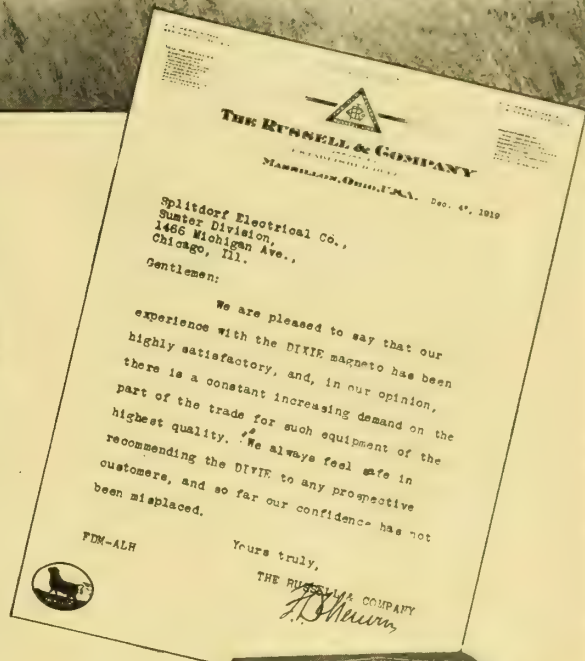 THE RUSSELL & COMPANY
MASSILLON, OHIO, U.S.A. Dec. 4", 1919
Splitdorf Electrical Co.,
Sumter Division,
1466 Michigan Ave.,
Chicago, Ill.
Gentlemen:
We are pleased to say that our
experience with the DIXIE magneto has been
highly satisfactory, and, in our opinion,
there is a constant increasing demand on the
part of the trade for such equipment of the
highest quality. We always feel safe in
recommending the DIXIE to any prospective
customers, and so far our confidence has not
been misplaced.
FDM-ALH
Yours truly,
THE RUSSELL & COMPANY